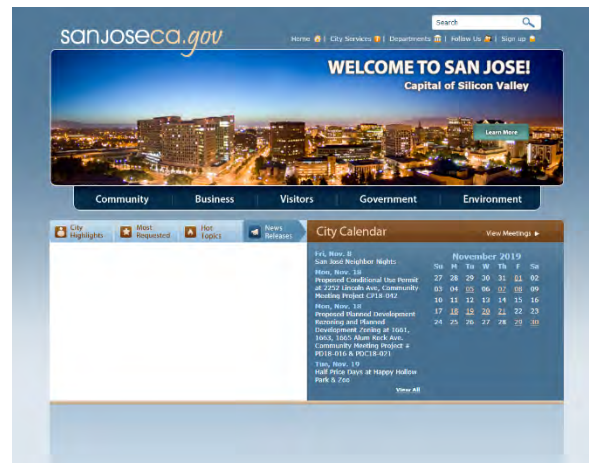 Search
sanjoseca.gov
Home | City Services | Departments | Follow Us | Sign up
WELCOME TO SAN JOSE!
Capital of Silicon Valley
Learn More
Community Business Visitors Government Environment
City Highlights
Most Requested
Hot Topics
News Releases
City Calendar
View Meetings ►
Fri, Nov. 8
San José Neighbor Nights
Mon, Nov. 18
Proposed Conditional Use Permit
at 2252 Lincoln Ave, Community
Meeting Project CP18-042
Mon, Nov. 18
Proposed Planned Development
Rezoning and Planned
Development Zoning at 1661,
1663, 1665 Alum Rock Ave.
Community Meeting Project #
PD18-016 & PDC18-021
Tue, Nov. 19
Half Price Days at Happy Hollow
Park & Zoo
View All
November 2019
Su M Tu W Th F Sa
27 28 29 30 31 01 02
03 04 05 06 07 08 09
10 11 12 13 14 15 16
17 18 19 20 21 22 23
24 25 26 27 28 29 30